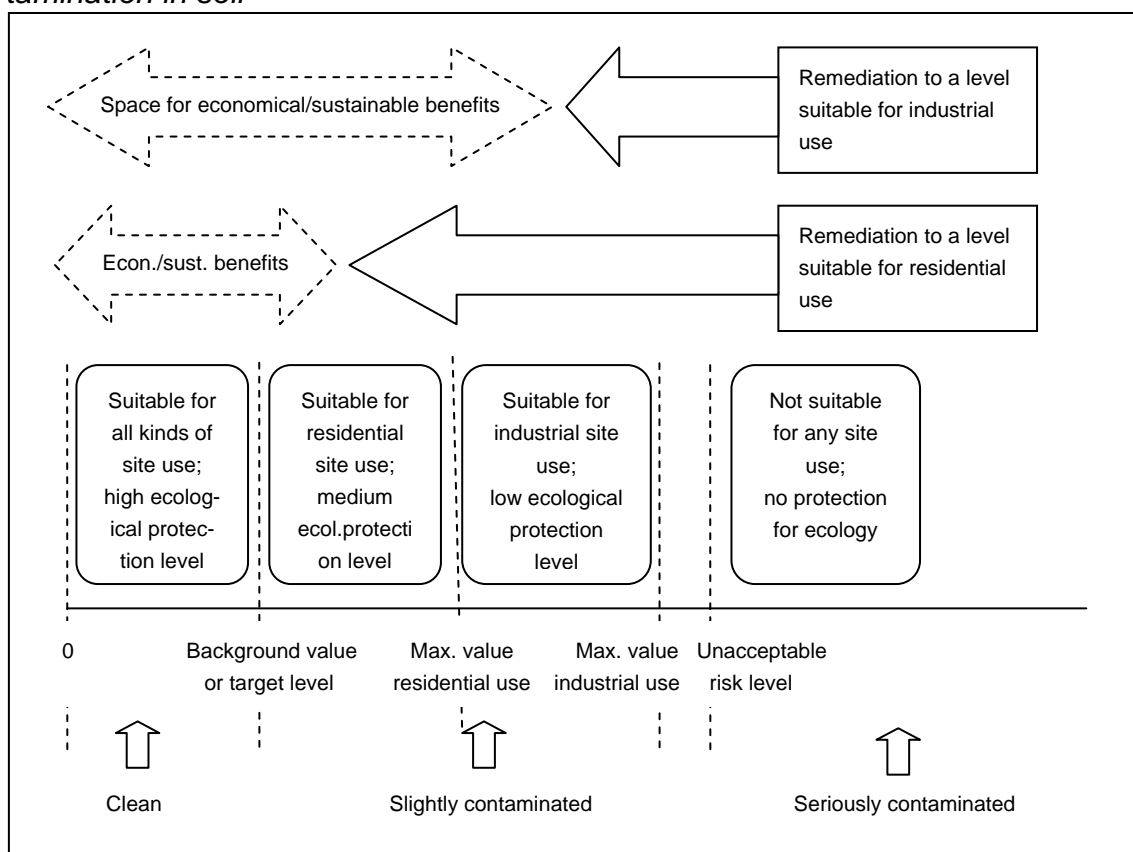 tamination in soil
Space for economical/sustainable benefits
Remediation to a level
suitable for industrial
use
Econ./sust. benefits
Remediation to a level
suitable for residential
use
Suitable for
all kinds of
site use;
high ecolog-
ical protec-
tion level
Suitable for
residential
site use;
medium
ecol.protecti
on level
Suitable for
industrial site
use;
low ecological
protection
level
Not suitable
for any site
use;
no protection
for ecology
0
Background value
or target level
Max. value
residential use
Max. value
industrial use
Unacceptable
risk level
Clean
Slightly contaminated
Seriously contaminated